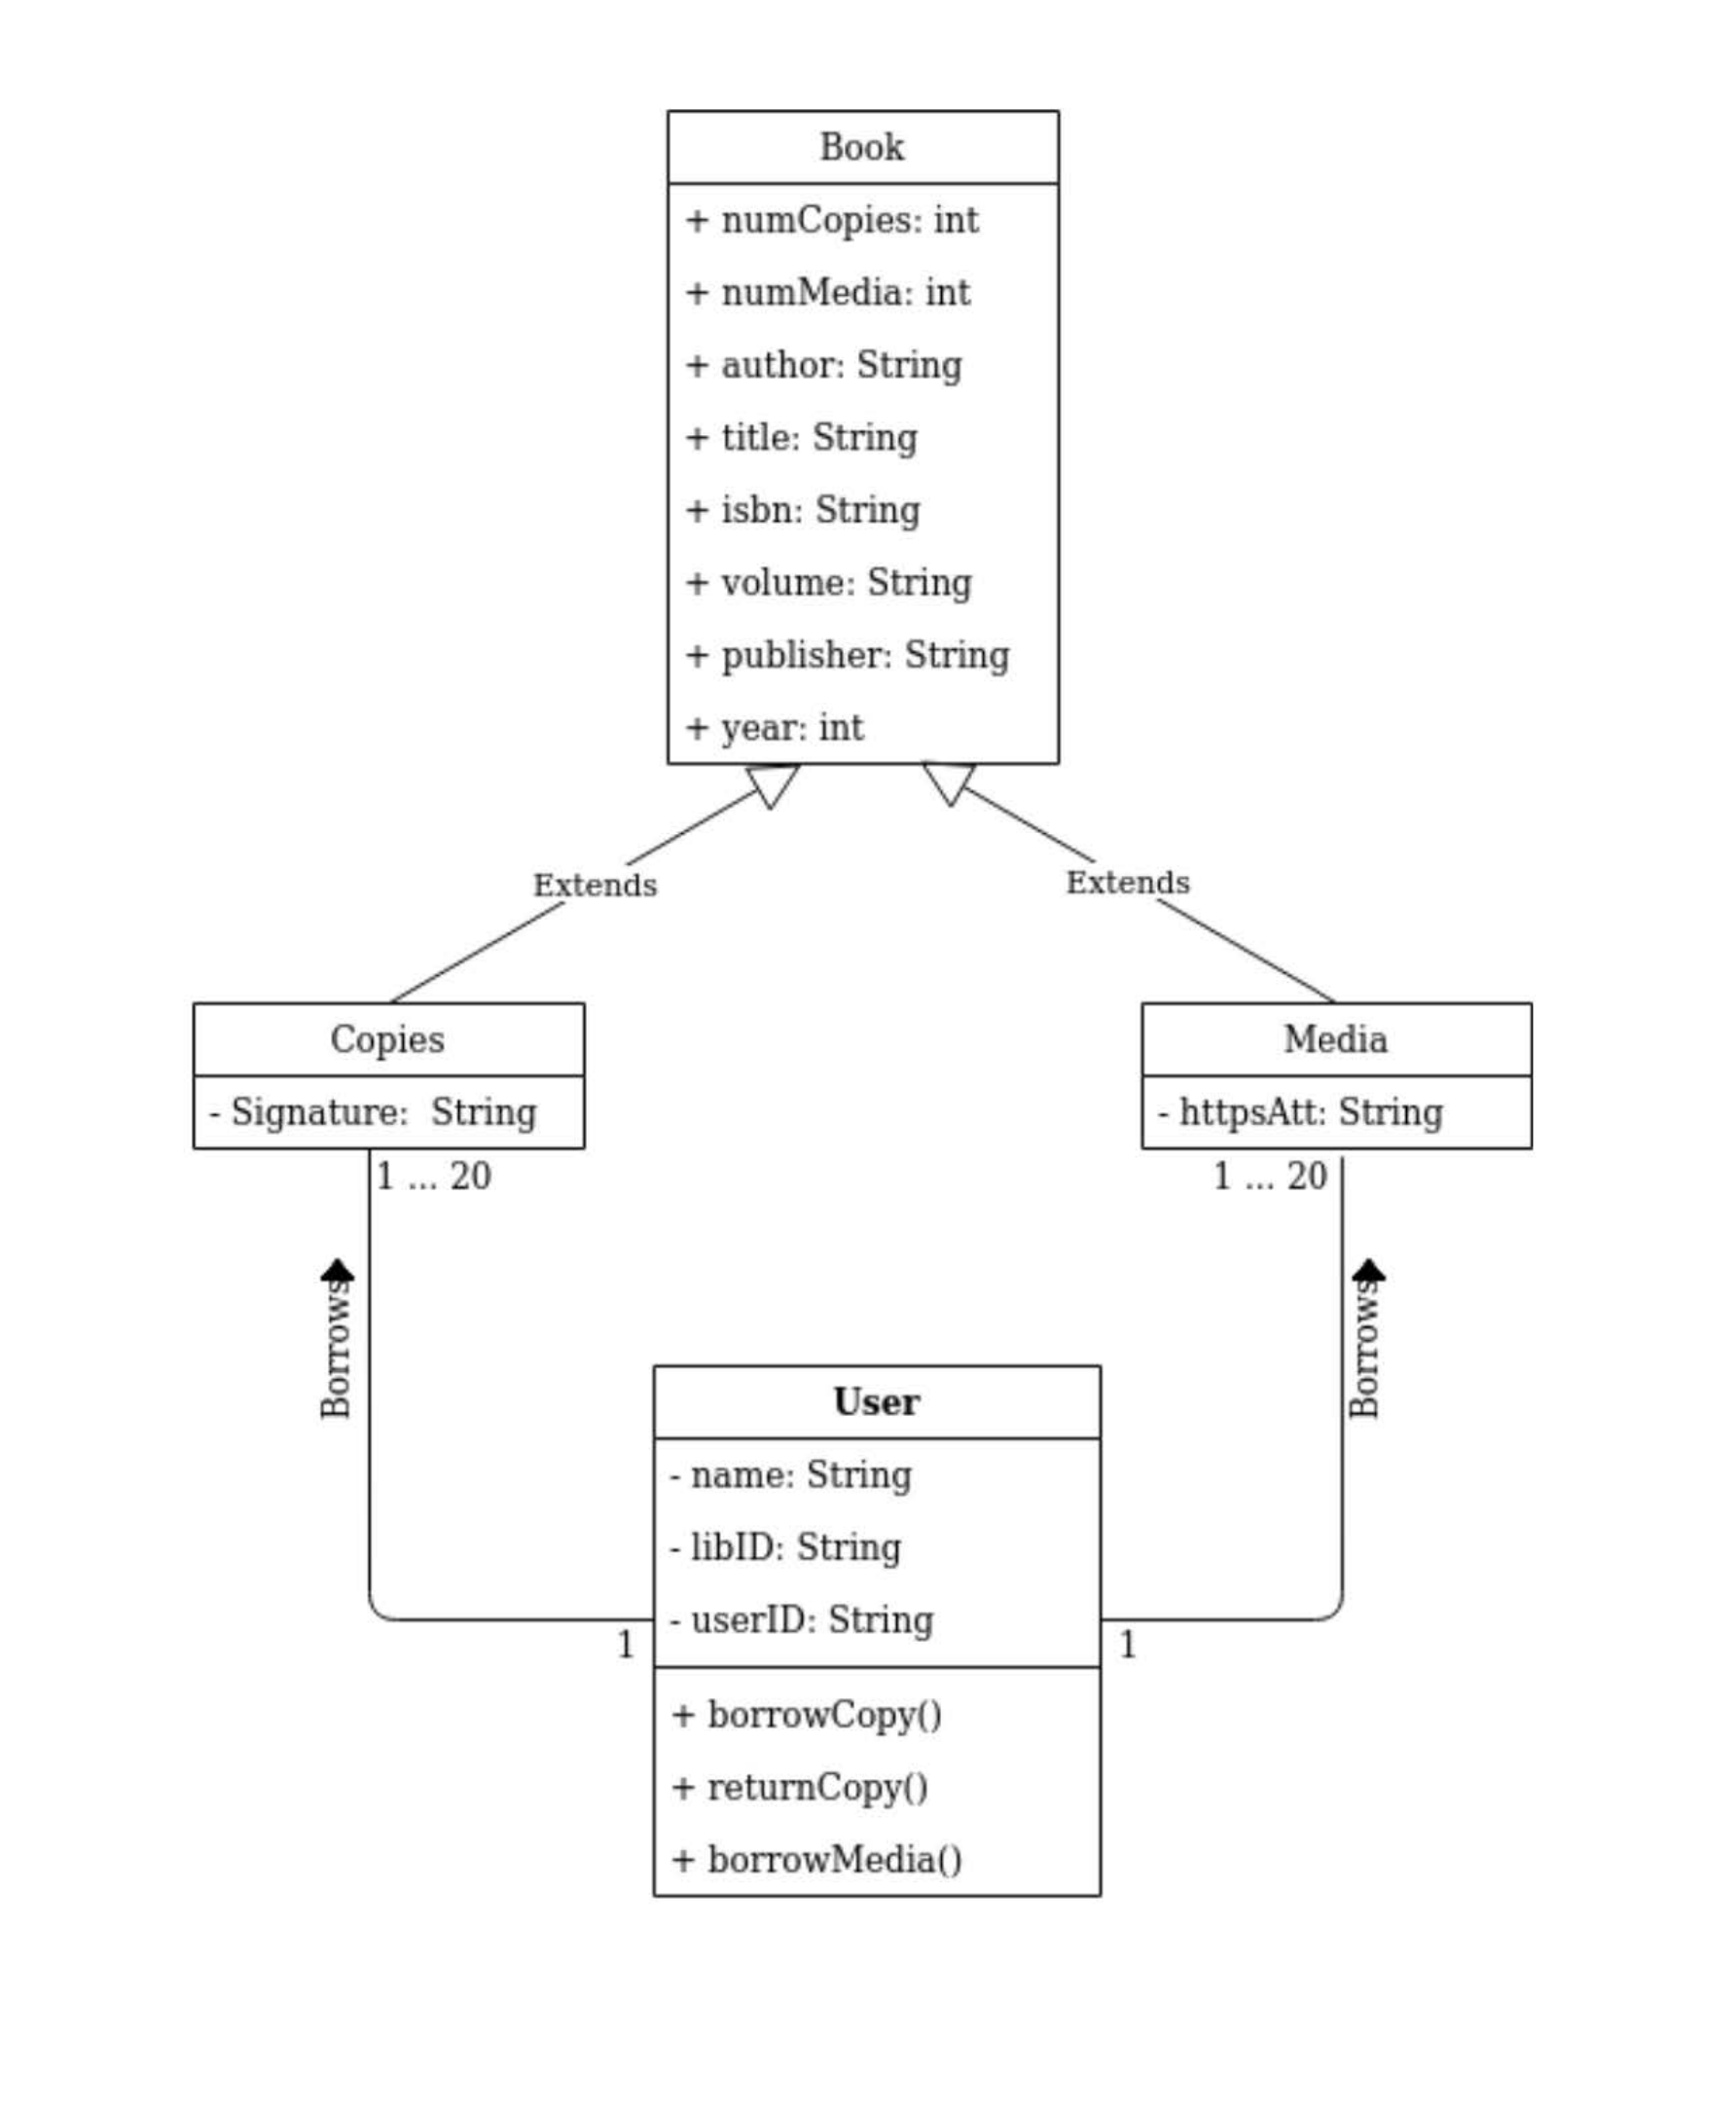 Book
+ numCopies: int
+ numMedia: int
+ author: String
+ title: String
+ isbn: String
+ volume: String
+ publisher: String
+ year: int
Extends
Extends
Copies
- Signature:  String
1 ... 20
Media
- httpsAtt: String
1 ... 20
Borrows
Borrows
User
- name: String
- libID: String
- userID: String
1
1
+ borrowCopy()
+ returnCopy()
+ borrowMedia()